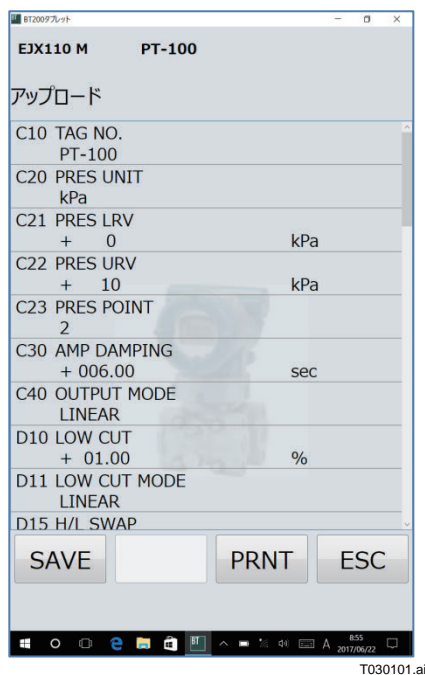 BT200タブレット
EJX110 M PT-100
アップロード
C10 TAG NO.
PT-100
C20 PRES UNIT
kPa
C21 PRES LRV
+ 0 kPa
C22 PRES URV
+ 10 kPa
C23 PRES POINT
2
C30 AMP DAMPING
+ 006.00 sec
C40 OUTPUT MODE
LINEAR
D10 LOW CUT
+ 01.00 %
D11 LOW CUT MODE
LINEAR
D15 H/L SWAP
SAVE PRNT ESC
BT
A
8:55
2017/06/22
T030101.ai